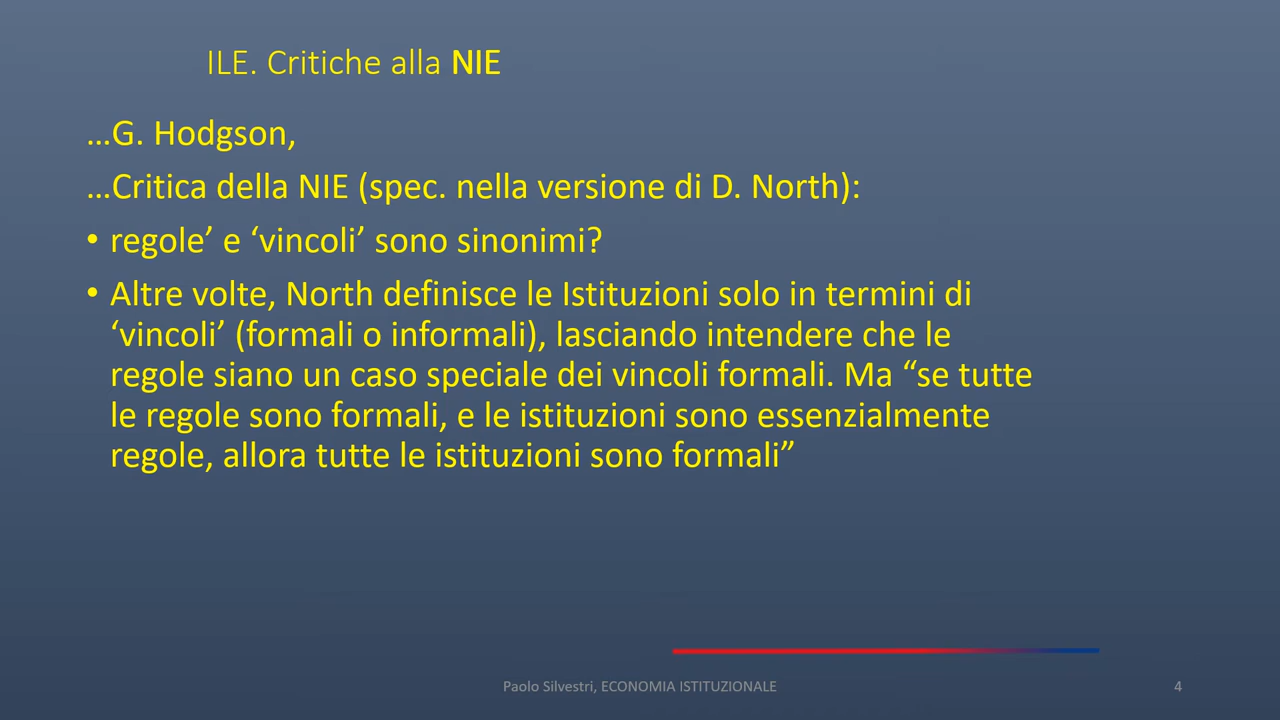 ILE. Critiche alla NIE
…G. Hodgson,
…Critica della NIE (spec. nella versione di D. North):
• regole’ e ‘vincoli’ sono sinonimi?
• Altre volte, North definisce le Istituzioni solo in termini di
‘vincoli’ (formali o informali), lasciando intendere che le
regole siano un caso speciale dei vincoli formali. Ma “se tutte
le regole sono formali, e le istituzioni sono essenzialmente
regole, allora tutte le istituzioni sono formali”
Paolo Silvestri, ECONOMIA ISTITUZIONALE
4